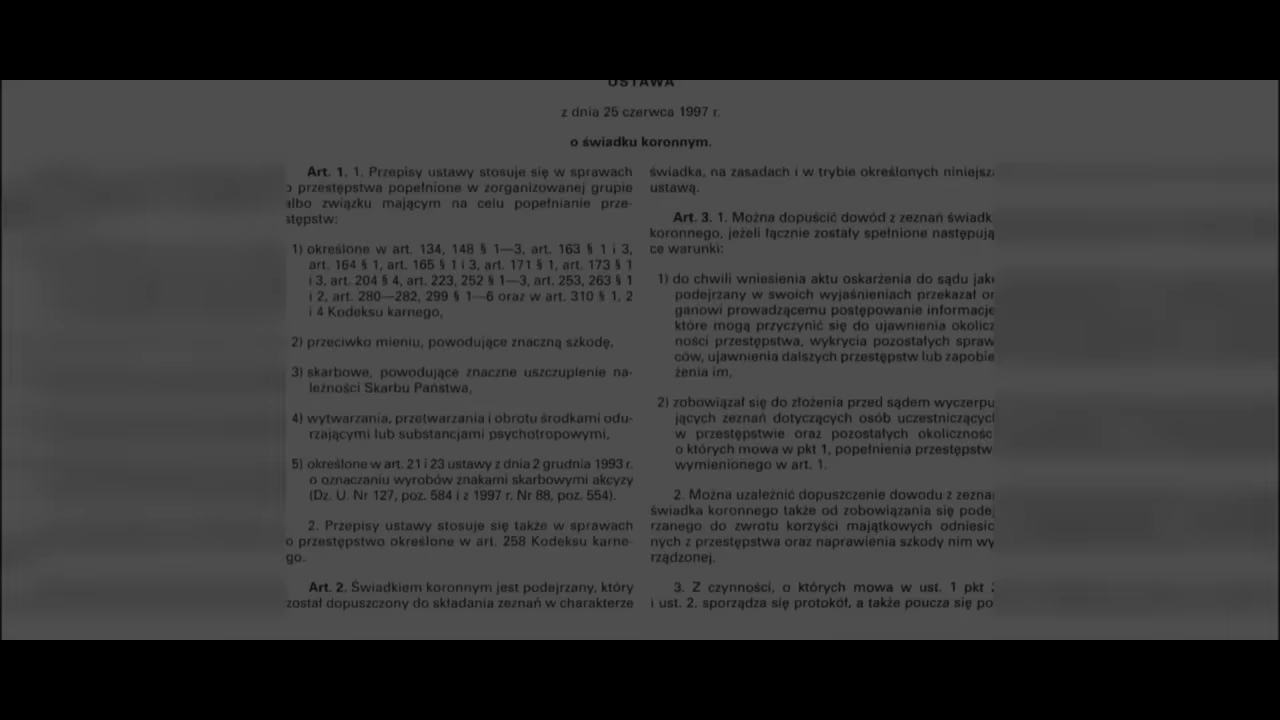 USTAWA
z dnia 25 czerwca 1997 r.
o świadku koronnym.
Art. 1. 1. Przepisy ustawy stosuje się w sprawach
o przestępstwa popełnione w zorganizowanej grupie
albo związku mającym na celu popełnianie prze-
stępstw:
1) określone w art. 134, 148 § 1—3, art. 163 § 1 i 3,
art. 164 § 1, art. 165 § 1 i 3, art. 171 § 1, art. 173 § 1
i 3, art. 204 § 4, art. 223, 252 § 1—3, art. 253, 263 § 1
i 2, art. 280—282, 299 § 1—6 oraz w art. 310 § 1, 2
i 4 Kodeksu karnego,
2) przeciwko mieniu, powodujące znaczną szkodę,
3) skarbowe, powodujące znaczne uszczuplenie na-
leżności Skarbu Państwa,
4) wytwarzania, przetwarzania i obrotu środkami odu-
rzającymi lub substancjami psychotropowymi,
5) określone w art. 21 i 23 ustawy z dnia 2 grudnia 1993 r.
o oznaczaniu wyrobów znakami skarbowymi akcyzy
(Dz. U. Nr 127, poz. 584 i z 1997 r. Nr 88, poz. 554).
2. Przepisy ustawy stosuje się także w sprawach
o przestępstwo określone w art. 258 Kodeksu karne-
go.
Art. 2. Świadkiem koronnym jest podejrzany, który
został dopuszczony do składania zeznań w charakterze
świadka, na zasadach i w trybie określonych niniejsz
ustawą.
Art. 3. 1. Można dopuścić dowód z zeznań świadk
koronnego, jeżeli łącznie zostały spełnione następują
ce warunki:
1) do chwili wniesienia aktu oskarżenia do sądu jak
podejrzany w swoich wyjaśnieniach przekazał or
ganowi prowadzącemu postępowanie informacje
które mogą przyczynić się do ujawnienia okolicz
ności przestępstwa, wykrycia pozostałych spraw
ców, ujawnienia dalszych przestępstw lub zapobie
żenia im,
2) zobowiązał się do złożenia przed sądem wyczerpu
jących zeznań dotyczących osób uczestniczącyc
w przestępstwie oraz pozostałych okolicznośc
o których mowa w pkt 1, popełnienia przestępstw
wymienionego w art. 1.
2. Można uzależnić dopuszczenie dowodu z zezna
świadka koronnego także od zobowiązania się podej
rzanego do zwrotu korzyści majątkowych odniesio
nych z przestępstwa oraz naprawienia szkody nim wy
rządzonej.
3. Z czynności, o których mowa w ust. 1 pkt
i ust. 2, sporządza się protokół, a także poucza się po